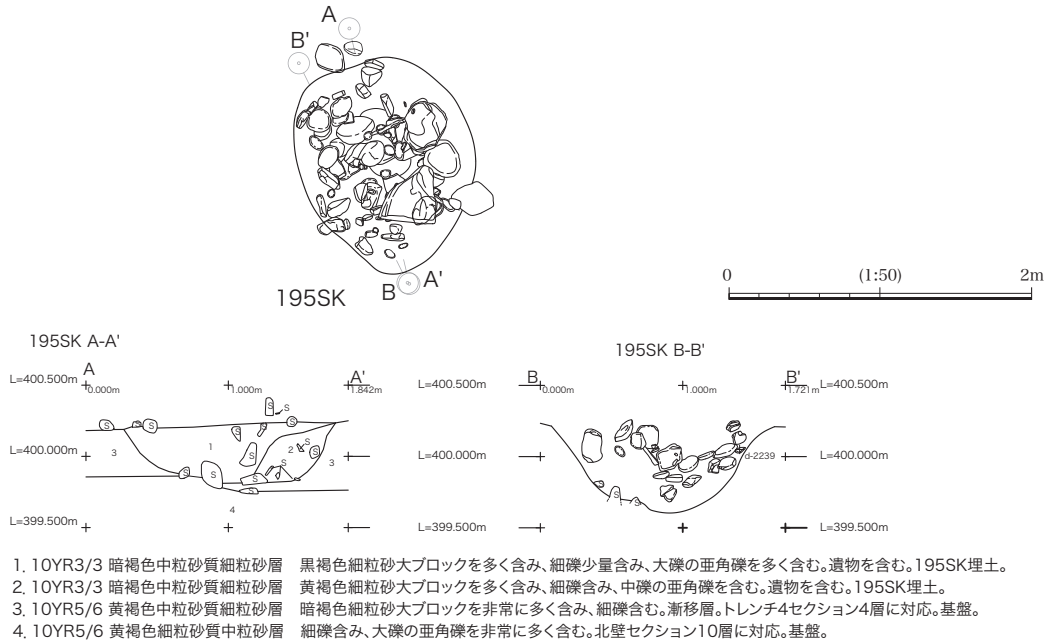 A
B'
195SK
B
A'
0 (1:50) 2m
195SK A-A'
195SK B-B'
A
A'
L=400.500m
0.000m
1.000m
1.842m
L=400.500m
B
0.000m
1.000m
B'
1.721m
L=400.500m
S
S
S
S
S
S
S
1
2
S
S
S
3
3
L=400.000m
L=400.000m
d-2239
L=400.000m
S
S
S
S
S
4
S
S
L=399.500m
L=399.500m
L=399.500m
1. 10YR3/3 暗褐色中粒砂質細粒砂層 黒褐色細粒砂大ブロックを多く含み、細礫少量含み、大礫の亜角礫を多く含む。遺物を含む。195SK埋土。
2. 10YR3/3 暗褐色中粒砂質細粒砂層 黄褐色細粒砂大ブロックを多く含み、細礫含み、中礫の亜角礫を含む。遺物を含む。195SK埋土。
3. 10YR5/6 黄褐色中粒砂質細粒砂層 暗褐色細粒砂大ブロックを非常に多く含み、細礫含む。漸移層。トレンチ4セクション4層に対応。基盤。
4. 10YR5/6 黄褐色細粒砂質中粒砂層 細礫含み、大礫の亜角礫を非常に多く含む。北壁セクション10層に対応。基盤。